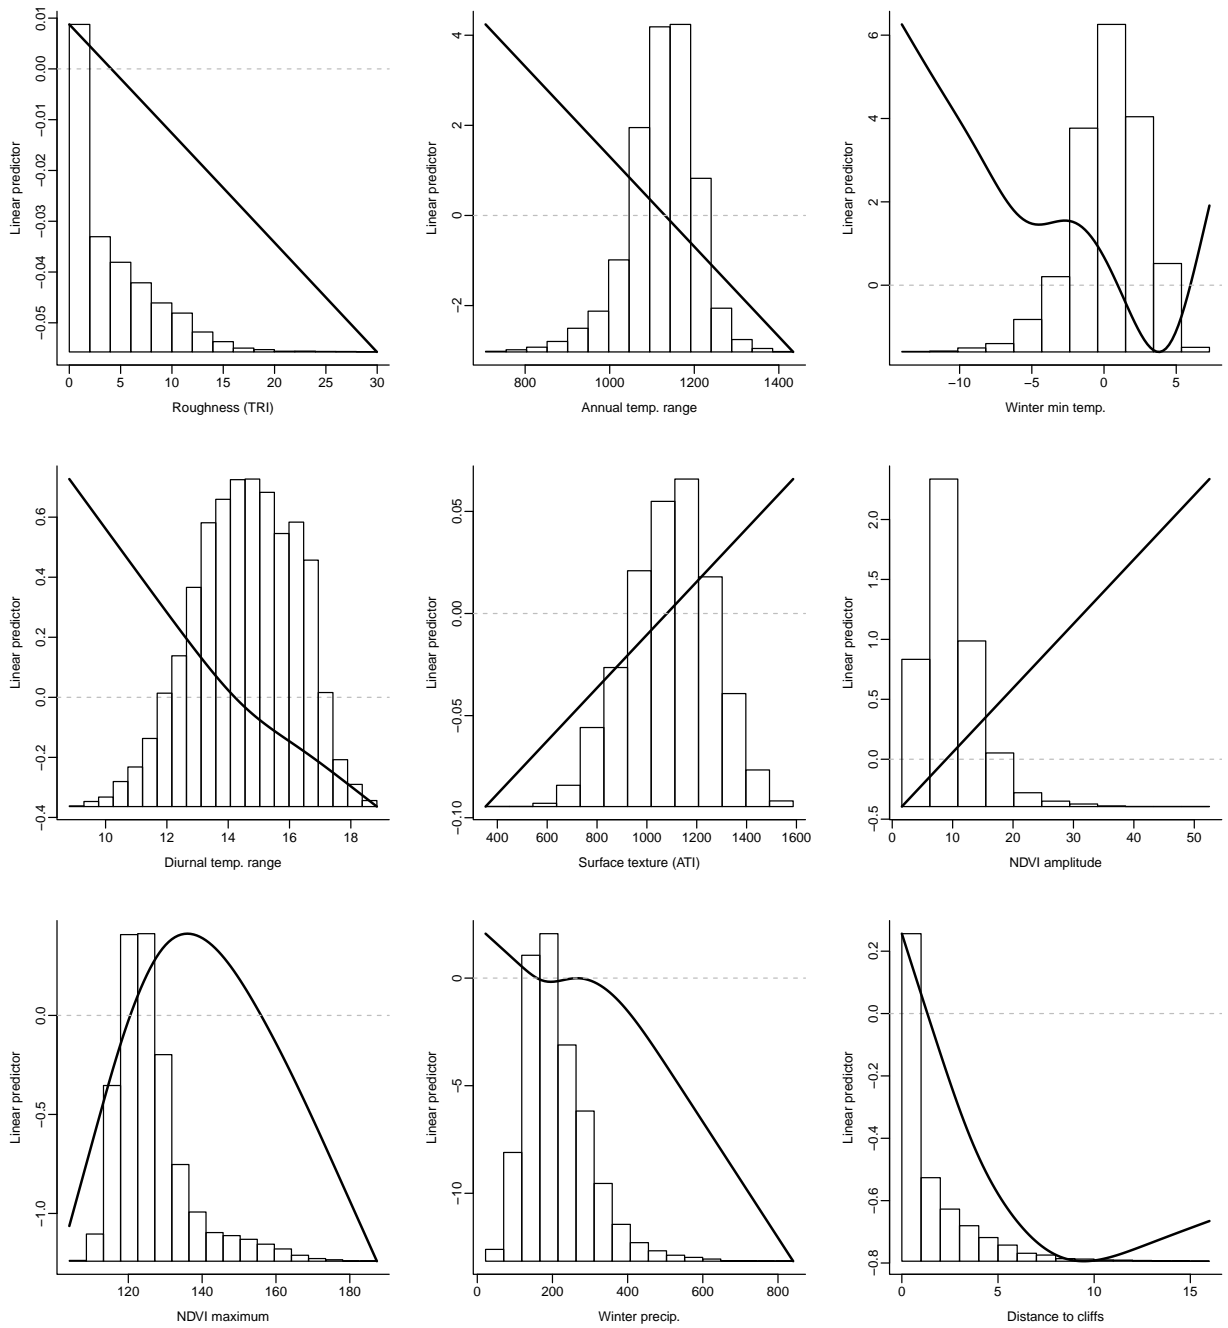 0.01
0.00
−0.01
−0.02
−0.03
−0.04
−0.05
Linear predictor
0 5 10 15 20 25 30
Roughness (TRI)
4
2
0
−2
Linear predictor
800 1000 1200 1400
Annual temp. range
6
4
2
0
Linear predictor
−10 −5 0 5
Winter min temp.
0.6
0.4
0.2
0.0
−0.2
−0.4
Linear predictor
10 12 14 16 18
Diurnal temp. range
0.05
0.00
−0.05
−0.10
Linear predictor
400 600 800 1000 1200 1400 1600
Surface texture (ATI)
2.0
1.5
1.0
0.5
0.0
−0.5
Linear predictor
0 10 20 30 40 50
NDVI amplitude
0.0
−0.5
−1.0
Linear predictor
120 140 160 180
NDVI maximum
0
−5
−10
Linear predictor
0 200 400 600 800
Winter precip.
0.2
0.0
−0.2
−0.4
−0.6
−0.8
Linear predictor
0 5 10 15
Distance to cliffs